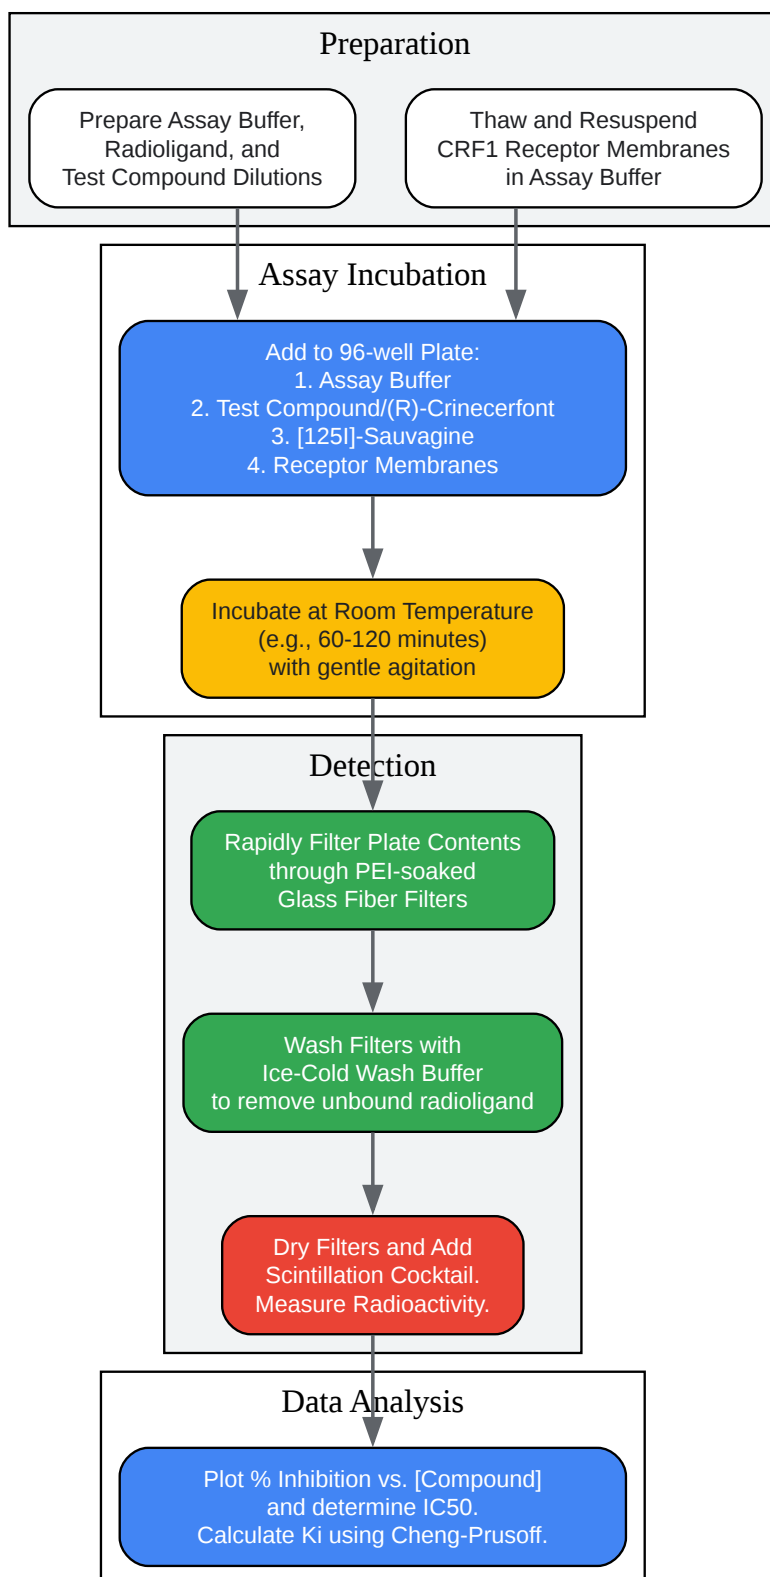 Preparation
Prepare Assay Buffer,
Radioligand, and
Test Compound Dilutions
Thaw and Resuspend
CRF1 Receptor Membranes
in Assay Buffer
Assay Incubation
Add to 96-well Plate:
1. Assay Buffer
2. Test Compound/(R)-Crinecerfont
3. [125I]-Sauvagine
4. Receptor Membranes
Incubate at Room Temperature
(e.g., 60-120 minutes)
with gentle agitation
Detection
Rapidly Filter Plate Contents
through PEI-soaked
Glass Fiber Filters
Wash Filters with
Ice-Cold Wash Buffer
to remove unbound radioligand
Dry Filters and Add
Scintillation Cocktail.
Measure Radioactivity.
Data Analysis
Plot % Inhibition vs. [Compound]
and determine IC50.
Calculate Ki using Cheng-Prusoff.